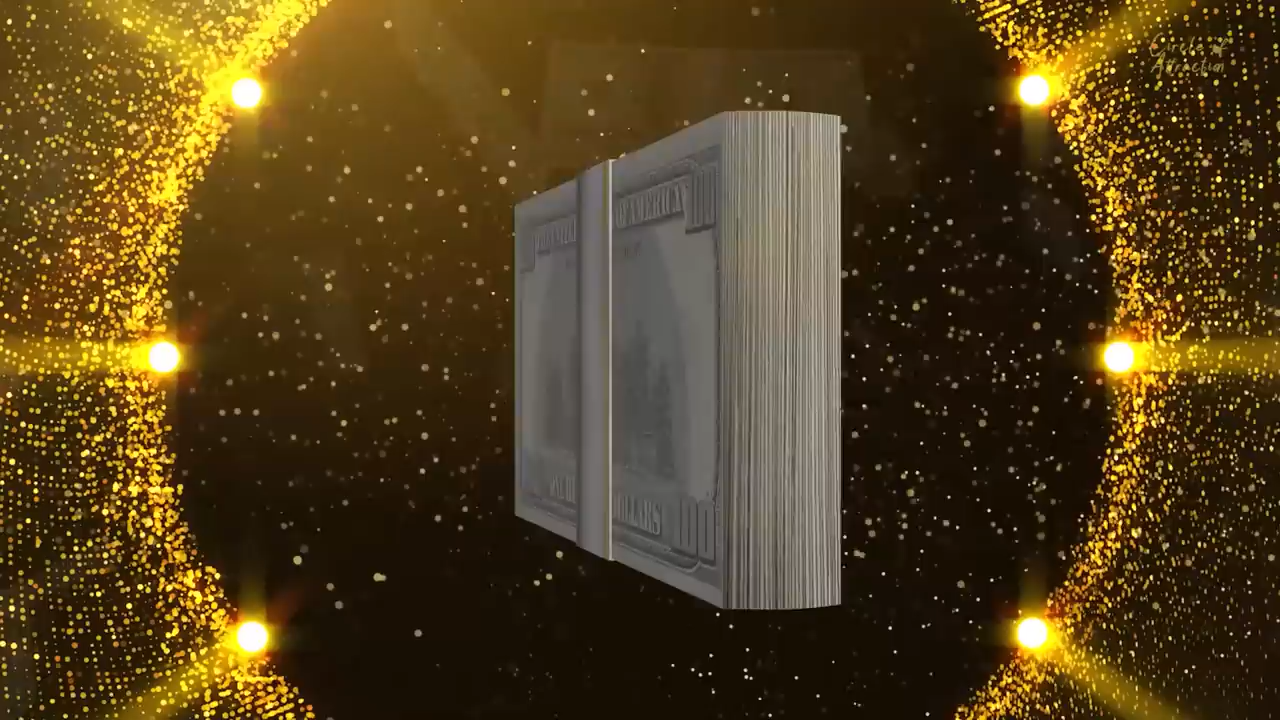 Circle of
Attraction
OF AMERICA
100
DOLLARS 100